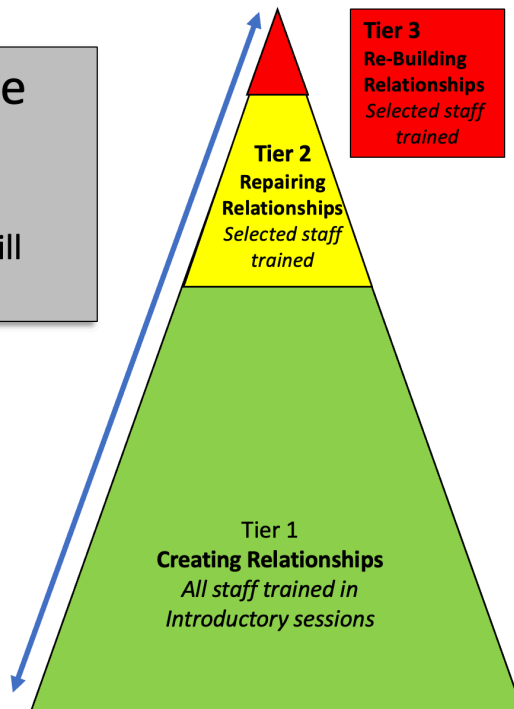 e
ill
Tier 3
Re-Building
Relationships
Selected staff
trained
Tier 2
Repairing
Relationships
Selected staff
trained
Tier 1
Creating Relationships
All staff trained in
Introductory sessions